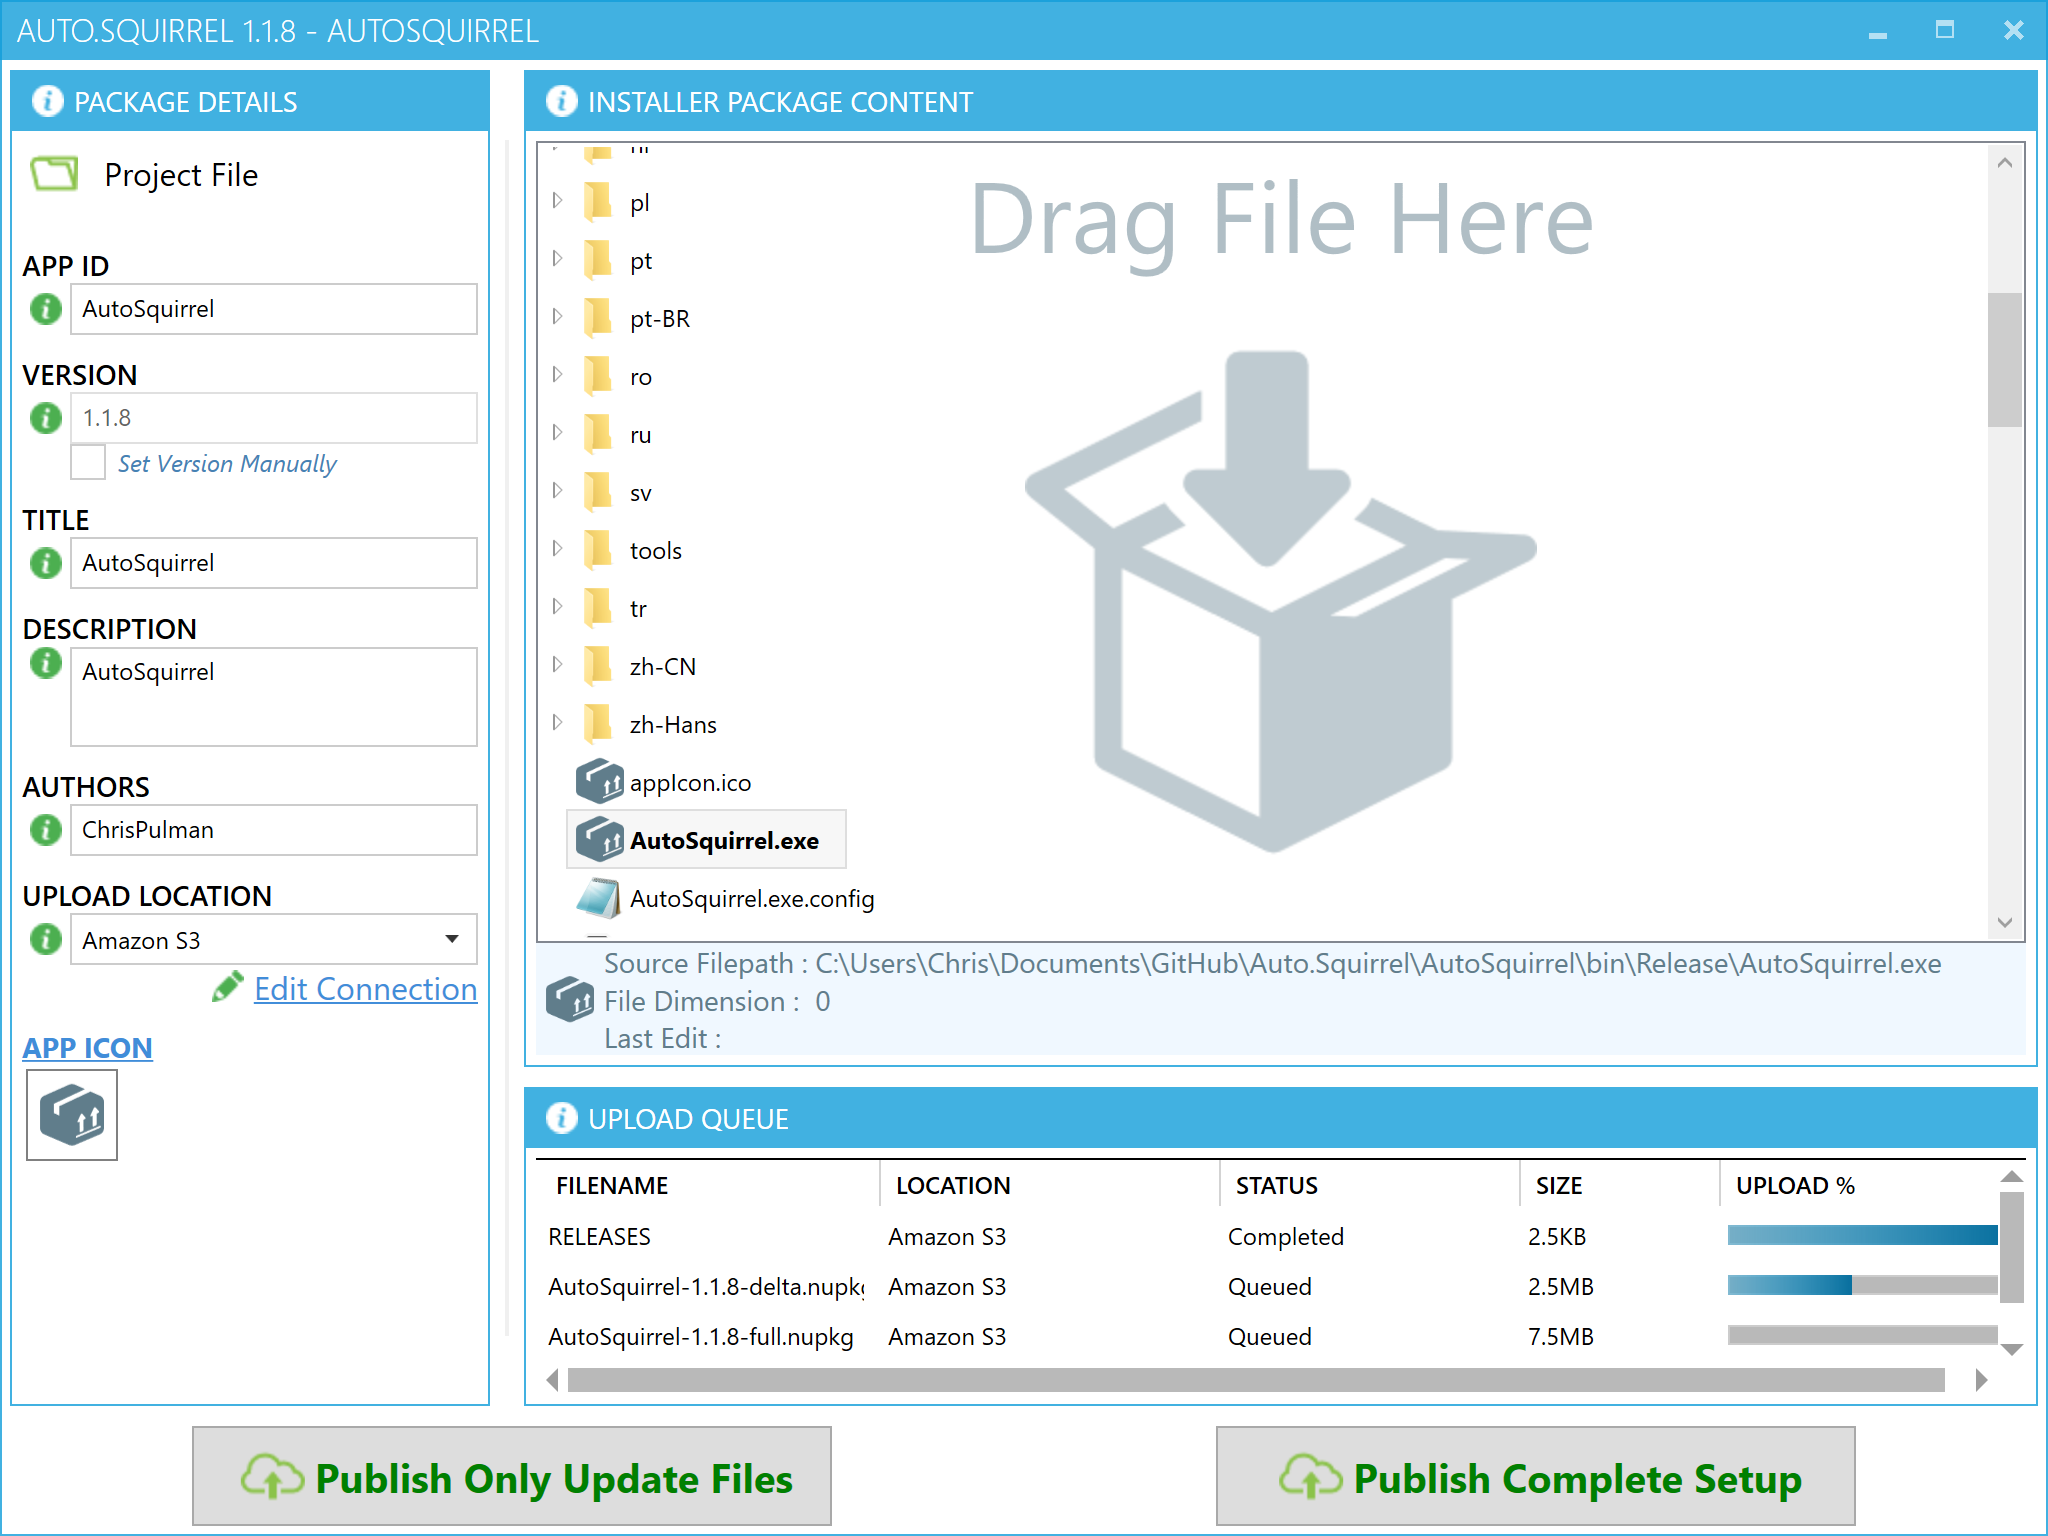 AUTO.SQUIRREL 1.1.8 - AUTOSQUIRREL
PACKAGE DETAILS
Project File
APP ID
AutoSquirrel
VERSION
1.1.8
Set Version Manually
TITLE
AutoSquirrel
DESCRIPTION
AutoSquirrel
AUTHORS
ChrisPulman
UPLOAD LOCATION
Amazon S3
Edit Connection
APP ICON
INSTALLER PACKAGE CONTENT
Drag File Here
pl
pt
pt-BR
ro
ru
sv
tools
tr
zh-CN
zh-Hans
appIcon.ico
AutoSquirrel.exe
AutoSquirrel.exe.config
Source Filepath : C:\Users\Chris\Documents\GitHub\Auto.Squirrel\AutoSquirrel\bin\Release\AutoSquirrel.exe
File Dimension : 0
Last Edit :
UPLOAD QUEUE
FILENAME LOCATION STATUS SIZE UPLOAD %
RELEASES Amazon S3 Completed 2.5KB
AutoSquirrel-1.1.8-delta.nupkg Amazon S3 Queued 2.5MB
AutoSquirrel-1.1.8-full.nupkg Amazon S3 Queued 7.5MB
Publish Only Update Files
Publish Complete Setup